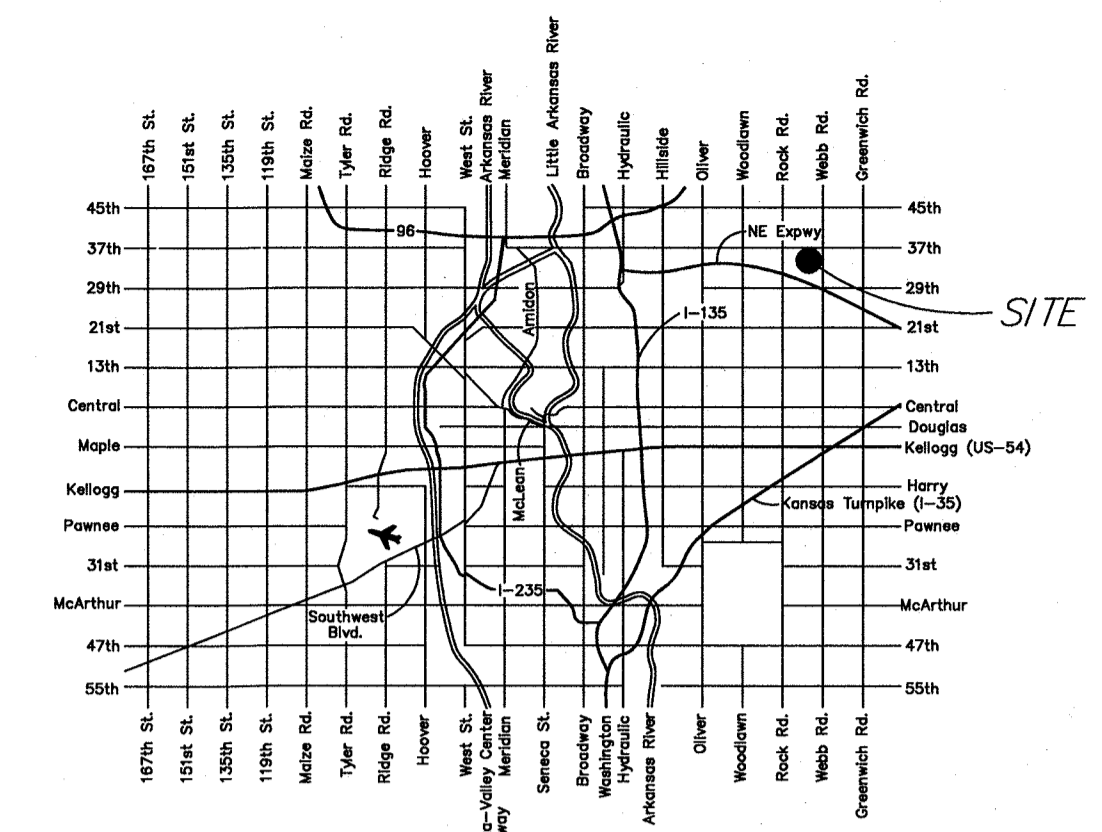 167th St.
151st St.
135th St.
119th St.
Maize Rd.
Tyler Rd.
Ridge Rd.
Hoover
West St.
Arkansas River
Meridian
Little Arkansas River
Broadway
Hydraulic
Hillside
Oliver
Woodlawn
Rock Rd.
Webb Rd.
Greenwich Rd.
45th
45th
96
NE Expwy
37th
37th
29th
29th
SITE
Amidon
I-135
21st
21st
13th
13th
Central
Central
Douglas
Maple
Kellogg (US-54)
McLean
Kellogg
Harry
Kansas Turnpike (I-35)
Pawnee
Pawnee
31st
31st
I-235
McArthur
McArthur
Southwest
Blvd.
47th
47th
55th
55th
167th St.
151st St.
135th St.
119th St.
Maize Rd.
Tyler Rd.
Ridge Rd.
Hoover
West St.
a-Valley Center
way
Meridian
Seneca St.
Broadway
Washington
Hydraulic
Arkansas River
Oliver
Woodlawn
Rock Rd.
Webb Rd.
Greenwich Rd.